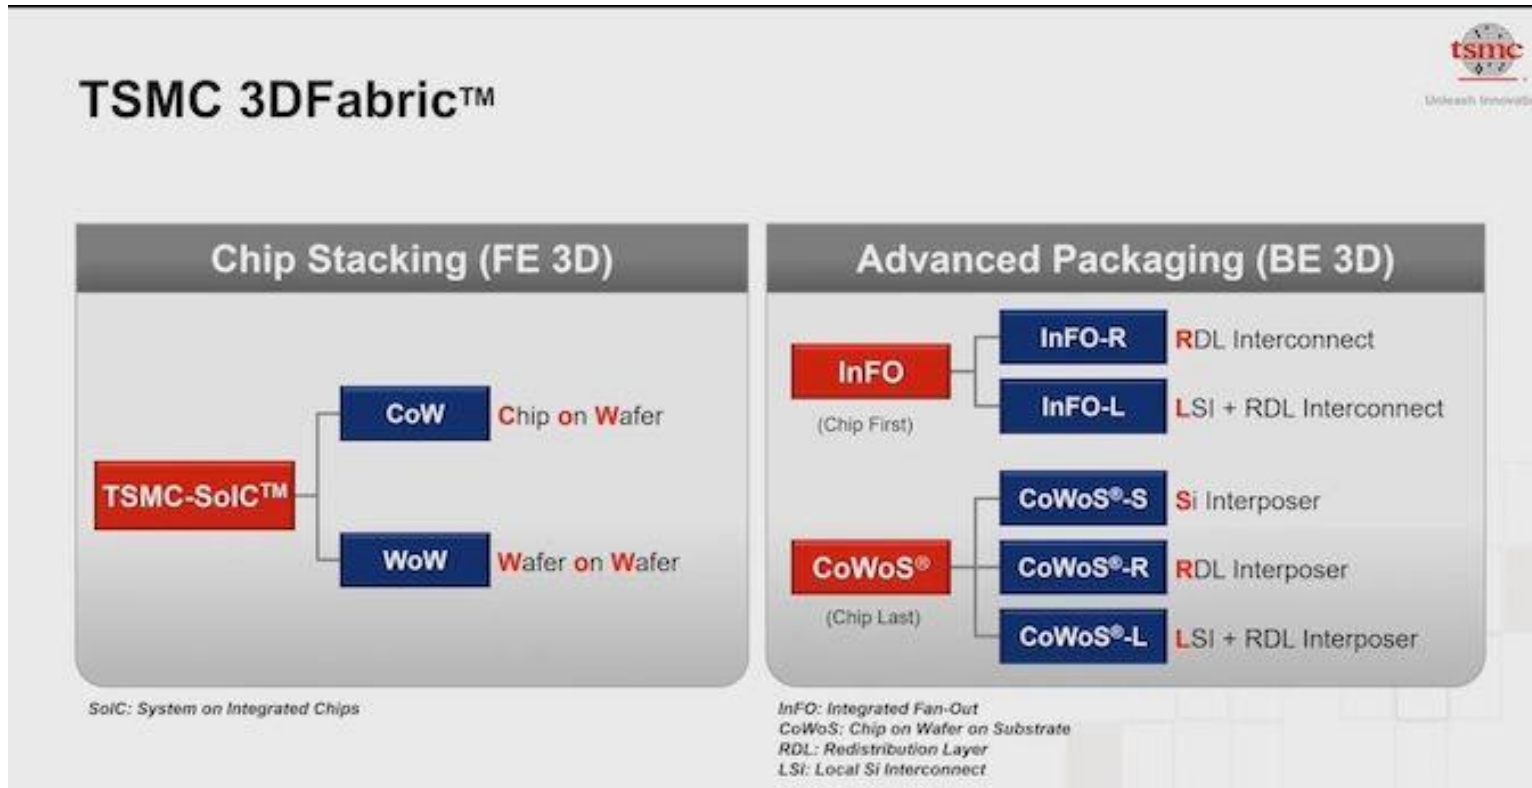 tsmc
Unleash Innovatio
TSMC 3DFabric™
Chip Stacking (FE 3D)
TSMC-SoIC™
CoW Chip on Wafer
WoW Wafer on Wafer
SoIC: System on Integrated Chips
Advanced Packaging (BE 3D)
InFO
(Chip First)
InFO-R RDL Interconnect
InFO-L LSI + RDL Interconnect
CoWoS®
(Chip Last)
CoWoS®-S Si Interposer
CoWoS®-R RDL Interposer
CoWoS®-L LSI + RDL Interposer
InFO: Integrated Fan-Out
CoWoS: Chip on Wafer on Substrate
RDL: Redistribution Layer
LSI: Local Si Interconnect